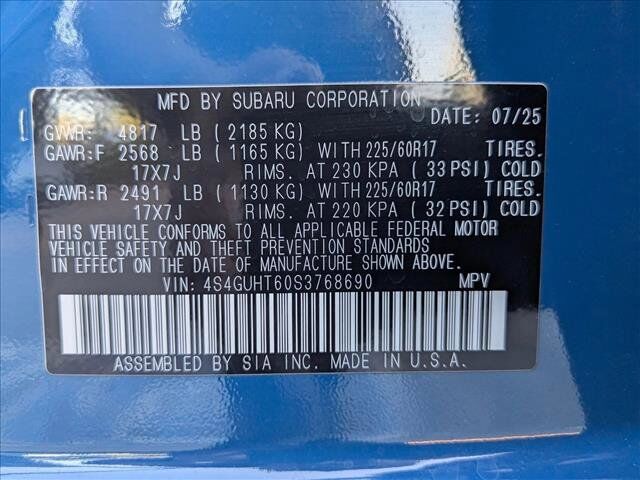 MFD BY SUBARU CORPORATION
DATE: 07/25
GVWR: 4817 LB (2185 KG)
GAWR:F 2568 LB (1165 KG) WITH 225/60R17 TIRES.
17X7J RIMS. AT 230 KPA (33 PSI) COLD
GAWR:R 2491 LB (1130 KG) WITH 225/60R17 TIRES.
17X7J RIMS. AT 220 KPA (32 PSI) COLD
THIS VEHICLE CONFORMS TO ALL APPLICABLE FEDERAL MOTOR
VEHICLE SAFETY AND THEFT PREVENTION STANDARDS
IN EFFECT ON THE DATE OF MANUFACTURE SHOWN ABOVE.
VIN: 4S4GUHT60S3768690 MPV
ASSEMBLED BY SIA INC. MADE IN U.S.A.